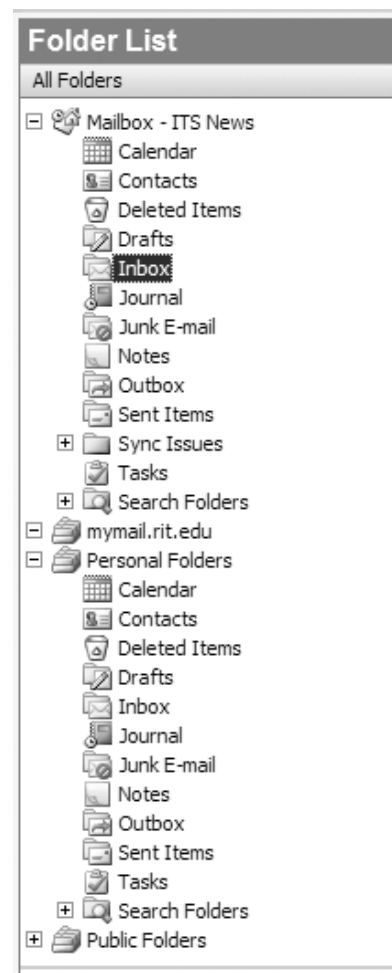 Folder List
All Folders
Mailbox - ITS News
Calendar
Contacts
Deleted Items
Drafts
Inbox
Journal
Junk E-mail
Notes
Outbox
Sent Items
Sync Issues
Tasks
Search Folders
mymail.rit.edu
Personal Folders
Calendar
Contacts
Deleted Items
Drafts
Inbox
Journal
Junk E-mail
Notes
Outbox
Sent Items
Tasks
Search Folders
Public Folders